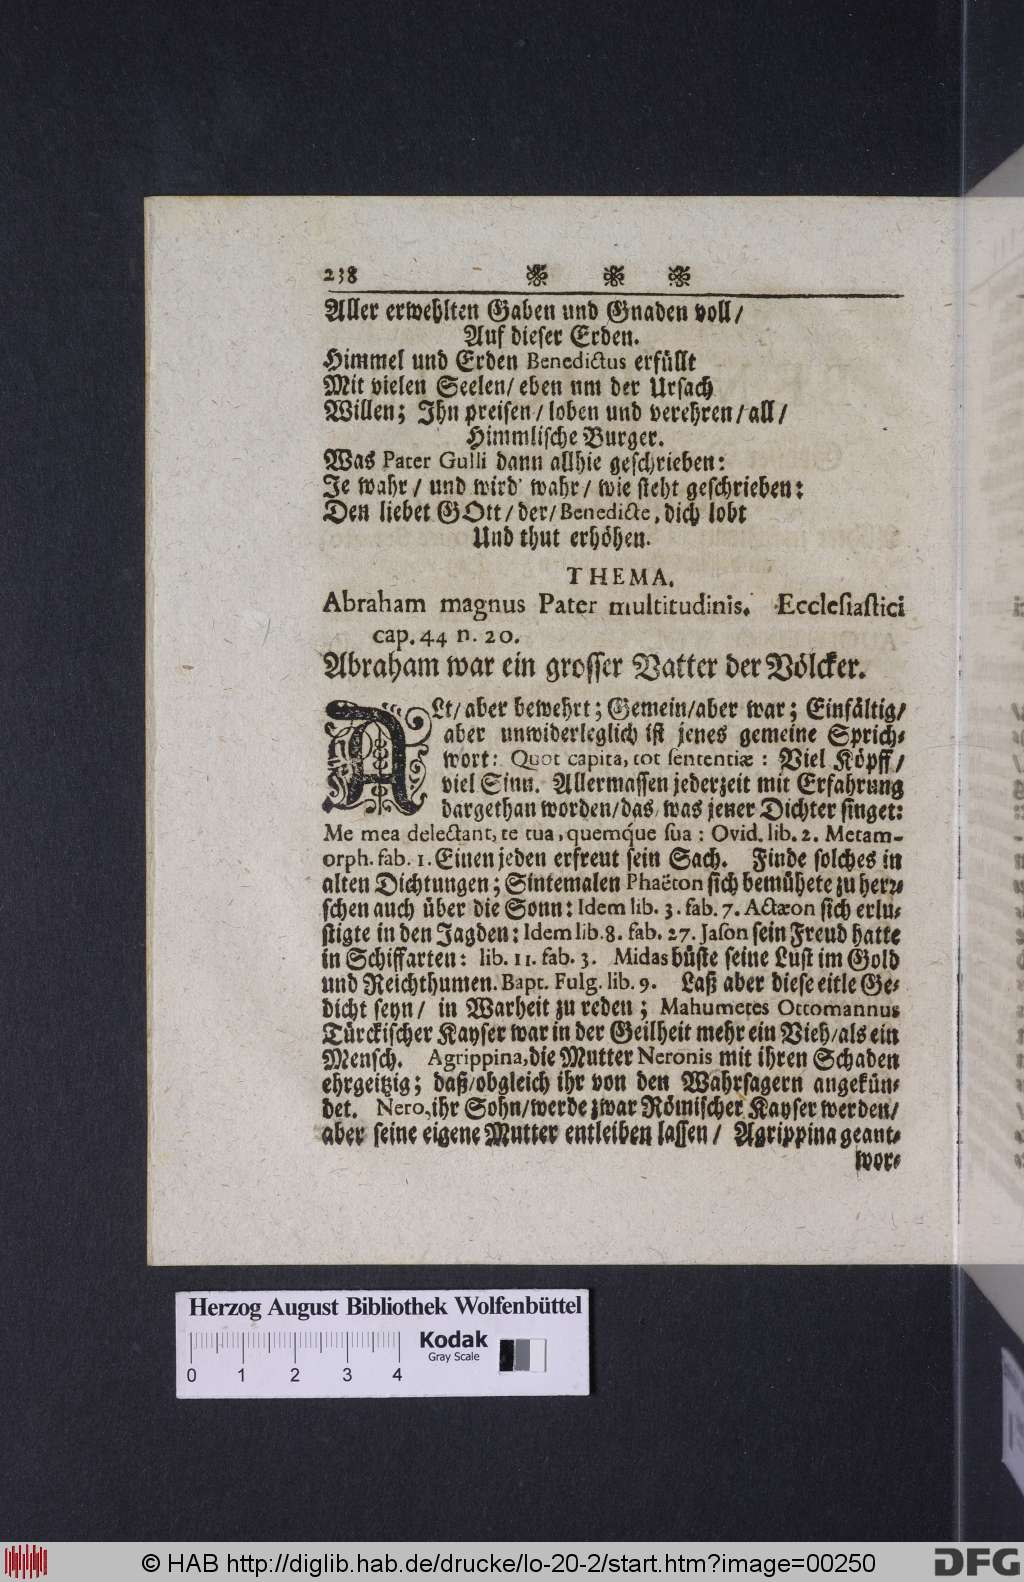 238
Aller erwehlten Gaben und Gnaden voll/
Auf dieser Erden.
Himmel und Erden Benedictus erfüllt
Mit vielen Seelen/ eben um der Ursach
Willen; Ihn preisen/ loben und verehren/ all/
Himmlische Burger.
Was Pater Gulli dann allhie geschrieben:
Je wahr/ und wird wahr/ wie steht geschrieben:
Den liebet GOtt/ der/ Benedicte, dich lobt
Und thut erhöhen.
THEMA.
Abraham magnus Pater multitudinis. Ecclesiastici
cap. 44 n. 20.
Abraham war ein grosser Vatter der Völcker.
ALt/ aber bewehrt; Gemein/aber war; Einfältig/
aber unwiderleglich ist jenes gemeine Sprich-
wort: Quot capita, tot sententiæ: Viel Köpff/
viel Sinn. Allermassen jederzeit mit Erfahrung
dargethan worden/das/ was jener Dichter singet:
Me mea delectant, te tua, quemque sua: Ovid. lib. 2. Metam-
orph. fab. 1. Einen jeden erfreut sein Sach. Finde solches in
alten Dichtungen; Sintemalen Phaëton sich bemühete zu herr-
schen auch über die Sonn: Idem lib. 3. fab. 7. Actæon sich erlu-
stigte in den Jagden: Idem lib. 8. fab. 27. Jason sein Freud hatte
in Schiffarten: lib. 11. fab. 3. Midas büste seine Lust im Gold
und Reichthumen. Bapt. Fulg. lib. 9. Laß aber diese eitle Ge-
dicht seyn/ in Warheit zu reden; Mahumetes Ottomannus
Türckischer Kayser war in der Geilheit mehr ein Vieh/als ein
Mensch. Agrippina, die Mutter Neronis mit ihren Schaden
ehrgeitzig; daß/obgleich ihr von den Wahrsagern angekün-
det. Nero, ihr Sohn/werde zwar Römischer Kayser werden/
aber seine eigene Mutter entleiben lassen/ Agrippina geant-
wor-
Herzog August Bibliothek Wolfenbüttel
Kodak
Gray Scale
0 1 2 3 4
© HAB http://diglib.hab.de/drucke/lo-20-2/start.htm?image=00250
DFG